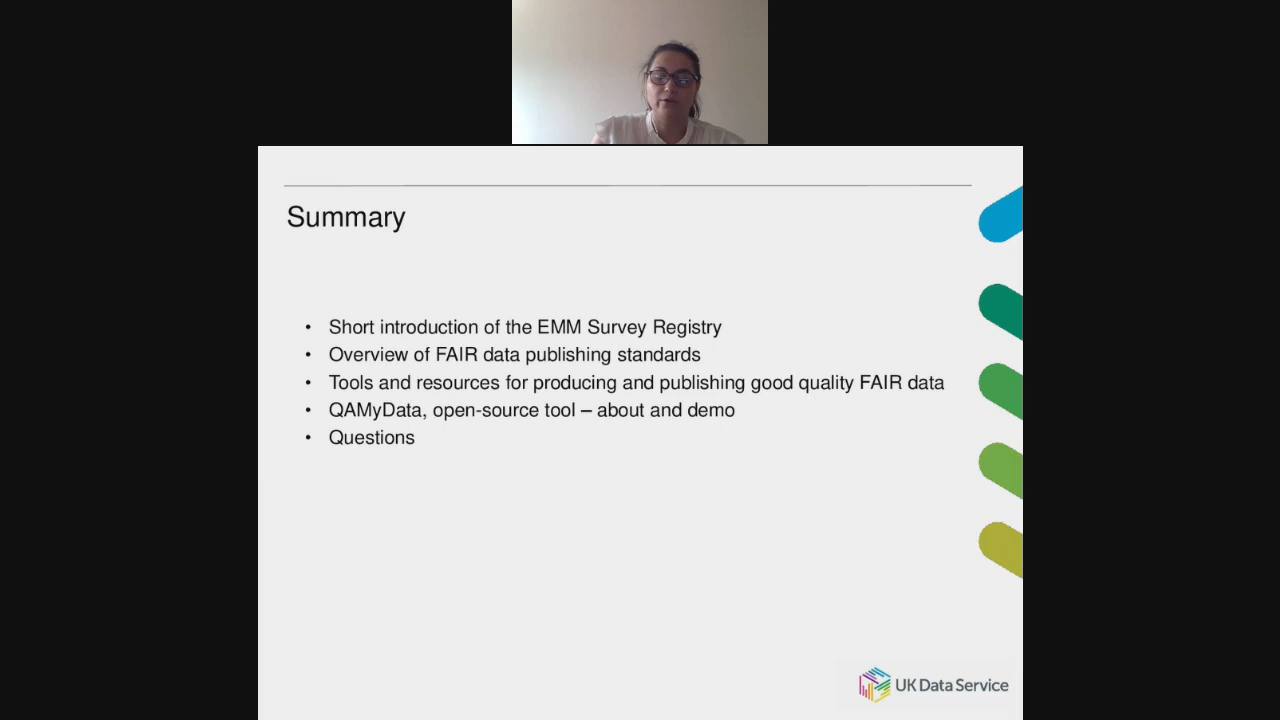 Summary
• Short introduction of the EMM Survey Registry
• Overview of FAIR data publishing standards
• Tools and resources for producing and publishing good quality FAIR data
• QAMyData, open-source tool – about and demo
• Questions
UK Data Service